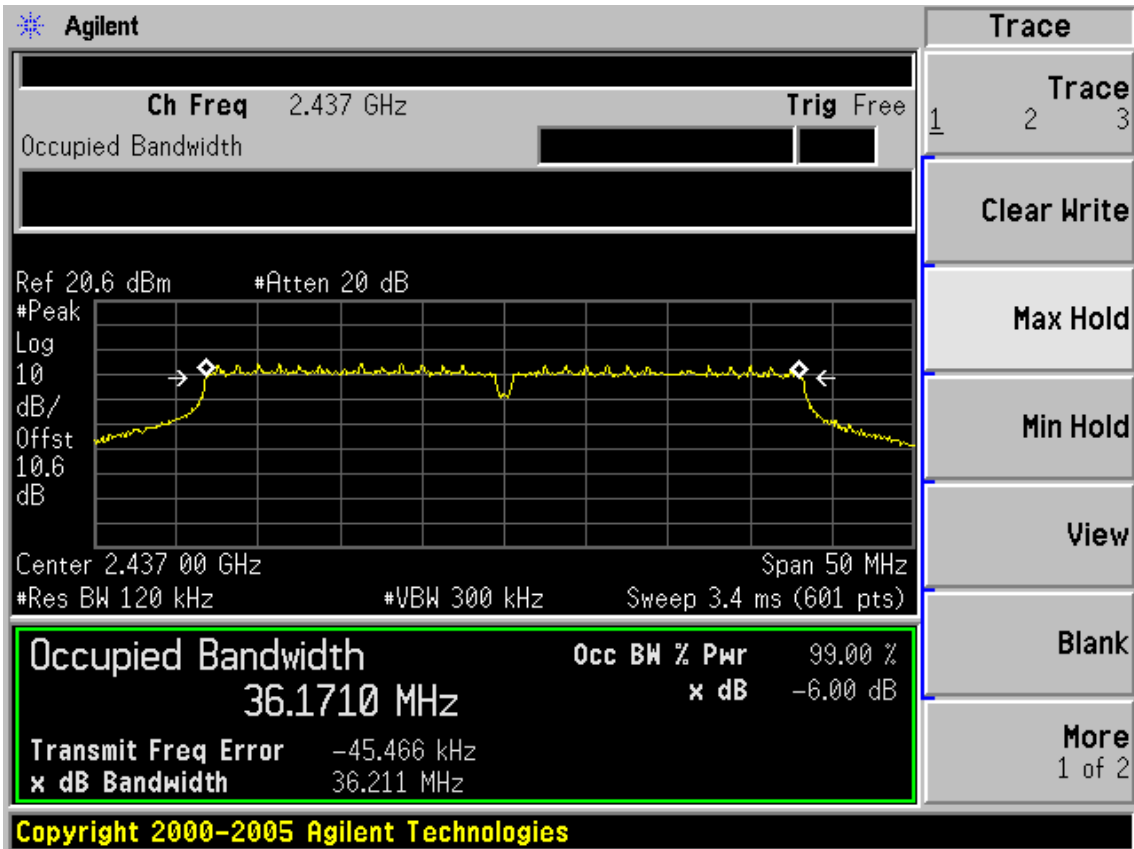 Agilent
Trace
Ch Freq 2.437 GHz Trig Free
Occupied Bandwidth
Trace
1 2 3
Clear Write
Max Hold
Min Hold
View
Blank
More
1 of 2
Ref 20.6 dBm #Atten 20 dB
#Peak
Log
10
dB/
Offst
10.6
dB
Center 2.437 00 GHz Span 50 MHz
#Res BW 120 kHz #VBW 300 kHz Sweep 3.4 ms (601 pts)
Occupied Bandwidth Occ BW % Pwr 99.00 %
36.1710 MHz x dB -6.00 dB
Transmit Freq Error -45.466 kHz
x dB Bandwidth 36.211 MHz
Copyright 2000-2005 Agilent Technologies